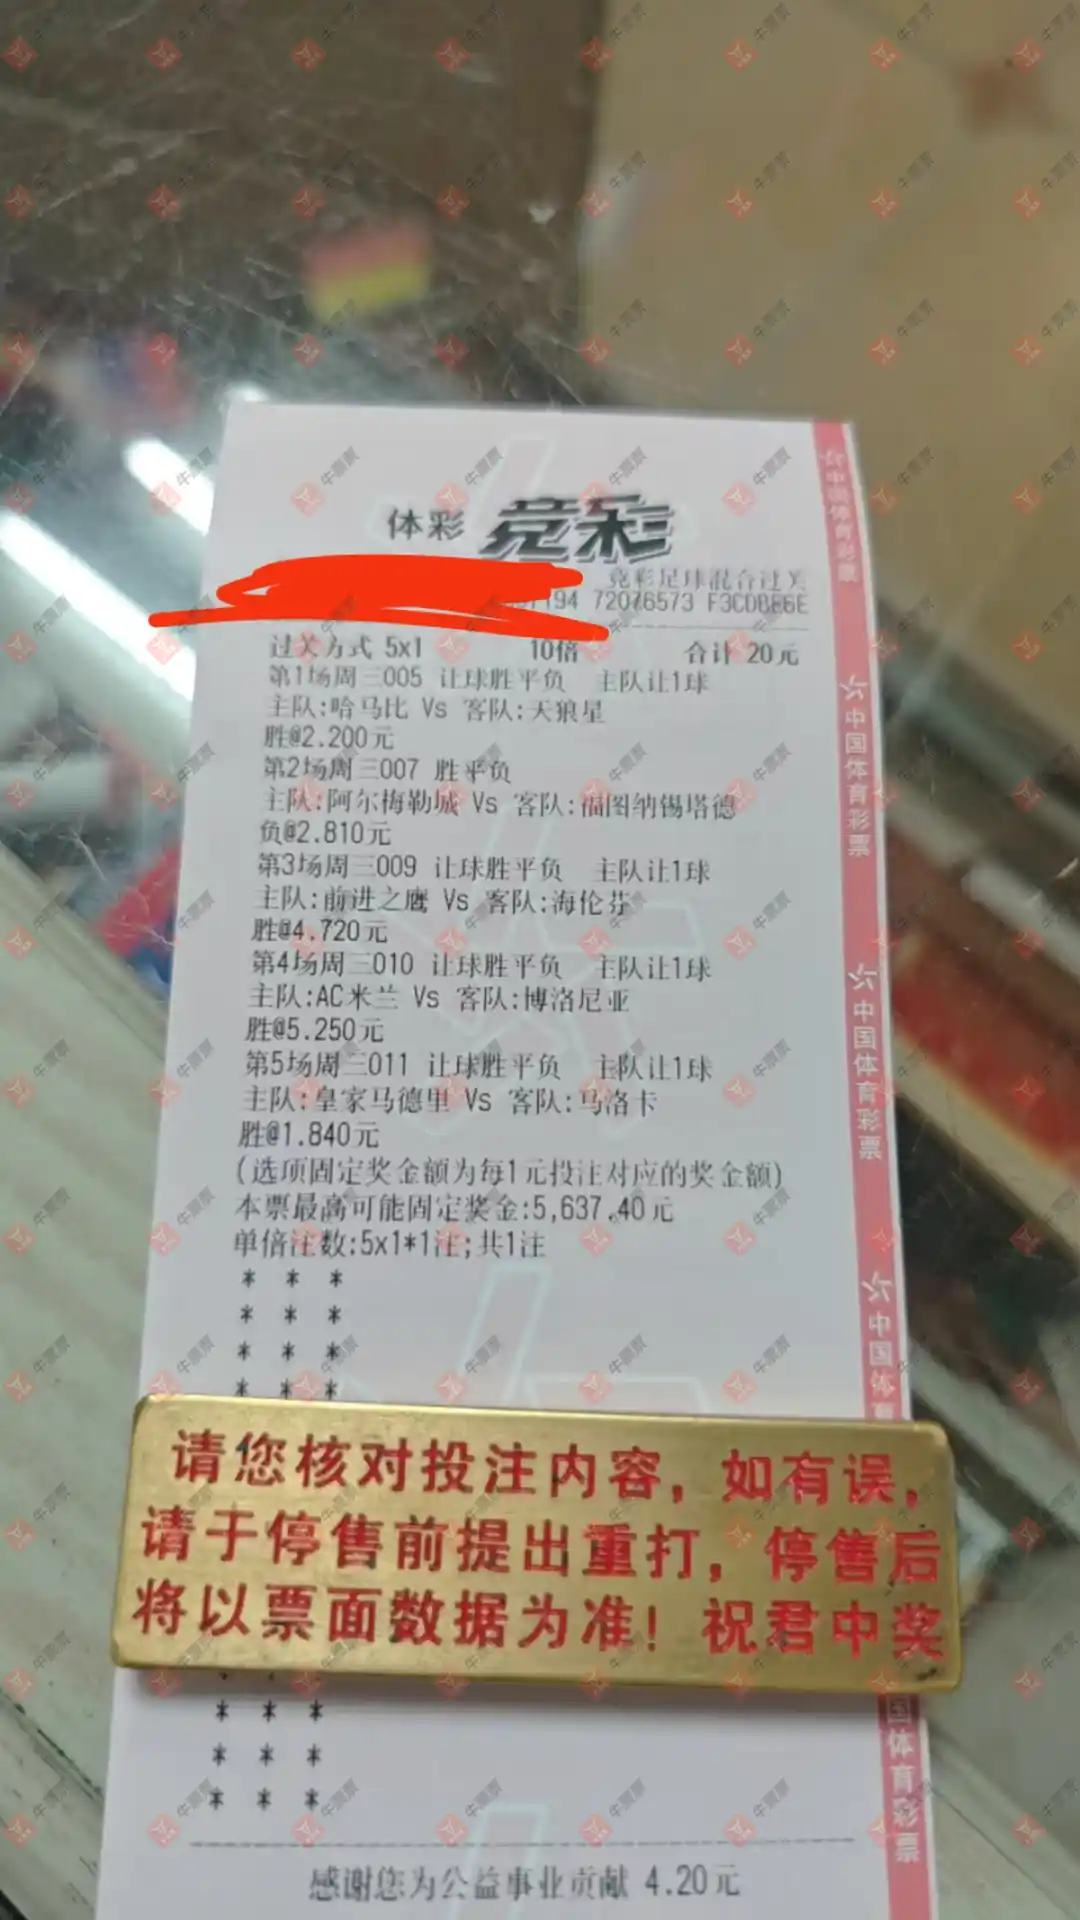 体彩 竞彩
竞彩足球混合过关
194 72076573 F3CDBE6E
过关方式 5x1 10倍 合计 20元
第1场周三005 让球胜平负 主队让1球
主队:哈马比 Vs 客队:天狼星
胜@2.200元
第2场周三007 胜平负
主队:阿尔梅勒城 Vs 客队:福图纳锡塔德
负@2.810元
第3场周三009 让球胜平负 主队让1球
主队:前进之鹰 Vs 客队:海伦芬
胜@4.720元
第4场周三010 让球胜平负 主队让1球
主队:AC米兰 Vs 客队:博洛尼亚
胜@5.250元
第5场周三011 让球胜平负 主队让1球
主队:皇家马德里 Vs 客队:马洛卡
胜@1.840元
(选项固定奖金额为每1元投注对应的奖金额)
本票最高可能固定奖金:5,637.40元
单倍注数:5x1*1注;共1注
* * *
* * *
* * *
* * *
请您核对投注内容，如有误，
请于停售前提出重打，停售后
将以票面数据为准！祝君中奖
* * *
* * *
* * *
感谢您为公益事业贡献 4.20元
中国体育彩票
中国体育彩票
中国体育彩票
中国体育
国体育彩票
牛票票